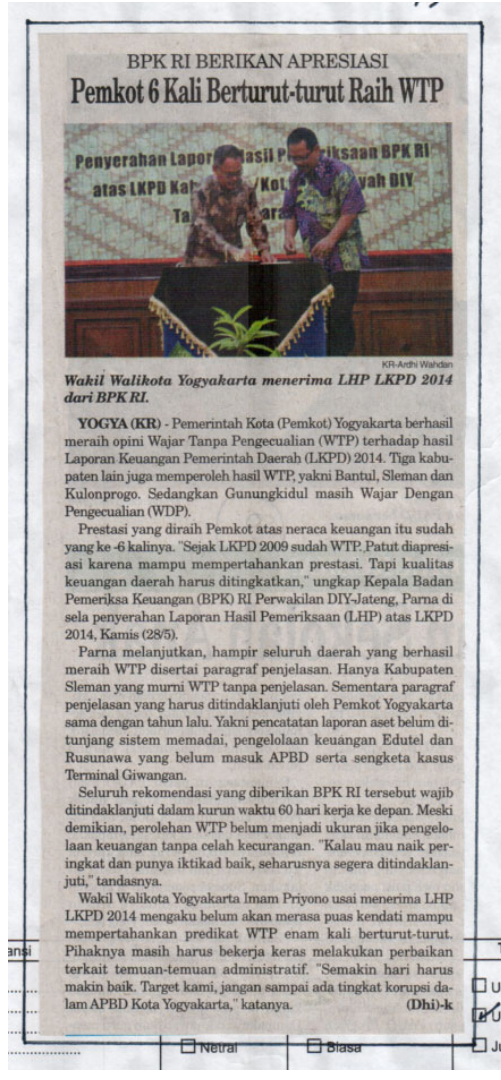 BPK RI BERIKAN APRESIASI
Pemkot 6 Kali Berturut-turut Raih WTP
Penyerahan Laporan Hasil Pemeriksaan BPK RI
atas LKPD Kab /Kot yah DIY
Ta ara
KR-Ardhi Wahdan
Wakil Walikota Yogyakarta menerima LHP LKPD 2014
dari BPK RI.
YOGYA (KR) - Pemerintah Kota (Pemkot) Yogyakarta berhasil
meraih opini Wajar Tanpa Pengecualian (WTP) terhadap hasil
Laporan Keuangan Pemerintah Daerah (LKPD) 2014. Tiga kabu-
paten lain juga memperoleh hasil WTP, yakni Bantul, Sleman dan
Kulonprogo. Sedangkan Gunungkidul masih Wajar Dengan
Pengecualian (WDP).
Prestasi yang diraih Pemkot atas neraca keuangan itu sudah
yang ke -6 kalinya. "Sejak LKPD 2009 sudah WTP. Patut diapresi-
asi karena mampu mempertahankan prestasi. Tapi kualitas
keuangan daerah harus ditingkatkan," ungkap Kepala Badan
Pemeriksa Keuangan (BPK) RI Perwakilan DIY-Jateng, Parna di
sela penyerahan Laporan Hasil Pemeriksaan (LHP) atas LKPD
2014, Kamis (28/5).
Parna melanjutkan, hampir seluruh daerah yang berhasil
meraih WTP disertai paragraf penjelasan. Hanya Kabupaten
Sleman yang murni WTP tanpa penjelasan. Sementara paragraf
penjelasan yang harus ditindaklanjuti oleh Pemkot Yogyakarta
sama dengan tahun lalu. Yakni pencatatan laporan aset belum di-
tunjang sistem memadai, pengelolaan keuangan Edutel dan
Rusunawa yang belum masuk APBD serta sengketa kasus
Terminal Giwangan.
Seluruh rekomendasi yang diberikan BPK RI tersebut wajib
ditindaklanjuti dalam kurun waktu 60 hari kerja ke depan. Meski
demikian, perolehan WTP belum menjadi ukuran jika pengelo-
laan keuangan tanpa celah kecurangan. "Kalau mau naik per-
ingkat dan punya iktikad baik, seharusnya segera ditindaklan-
juti," tandasnya.
Wakil Walikota Yogyakarta Imam Priyono usai menerima LHP
LKPD 2014 mengaku belum akan merasa puas kendati mampu
mempertahankan predikat WTP enam kali berturut-turut.
Pihaknya masih harus bekerja keras melakukan perbaikan
terkait temuan-temuan administratif. "Semakin hari harus
makin baik. Target kami, jangan sampai ada tingkat korupsi da-
lam APBD Kota Yogyakarta," katanya. (Dhi)-k
Netral
Biasa